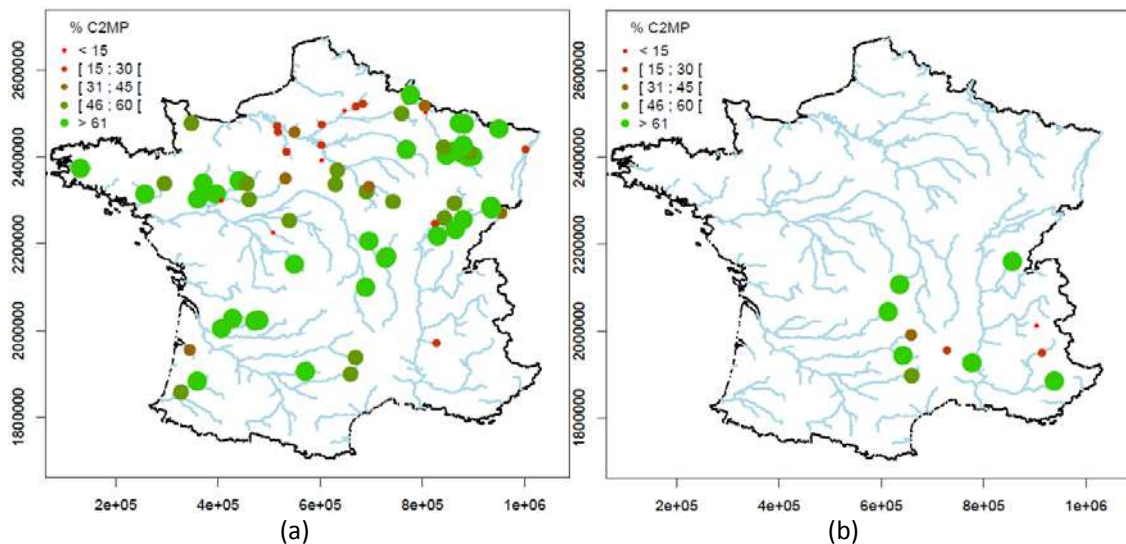 % C2MP
< 15
[ 15 ; 30 [
[ 31 ; 45 [
[ 46 ; 60 [
> 61
1800000 2000000 2200000 2400000 2600000
2e+05 4e+05 6e+05 8e+05 1e+06
(a)
% C2MP
< 15
[ 15 ; 30 [
[ 31 ; 45 [
[ 46 ; 60 [
> 61
1800000 2000000 2200000 2400000 2600000
2e+05 4e+05 6e+05 8e+05 1e+06
(b)